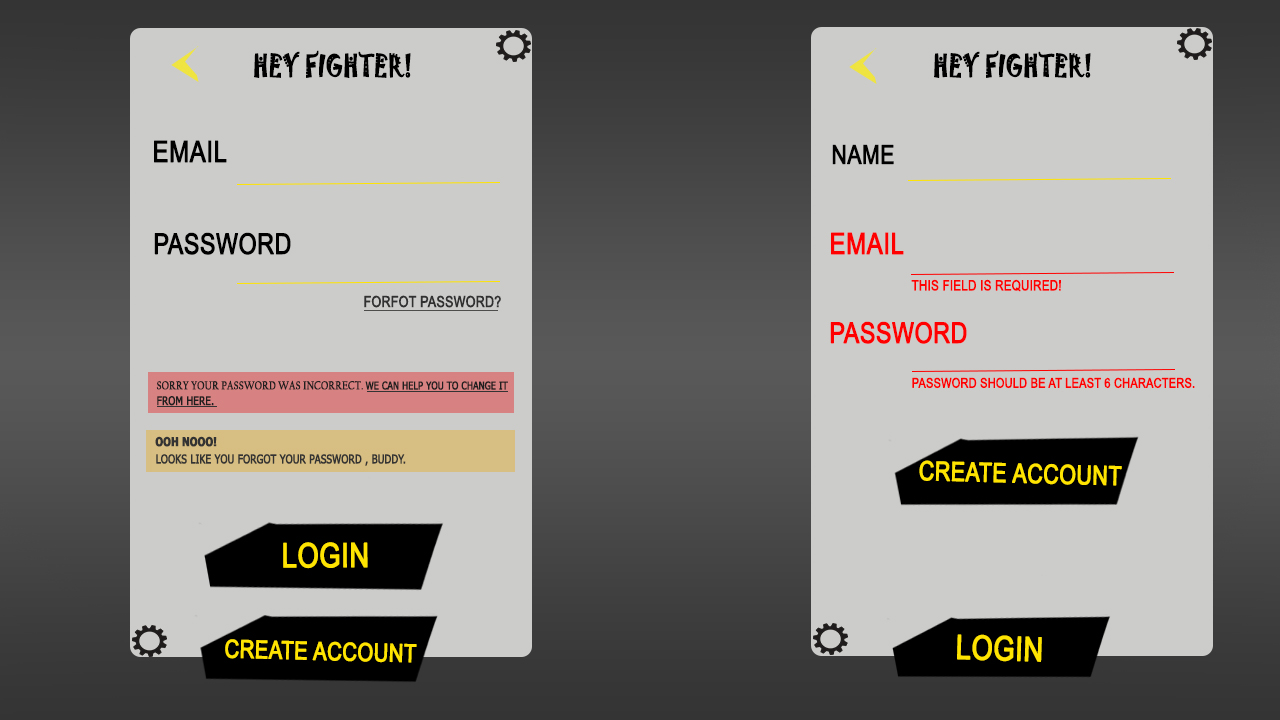 HEY FIGHTER!
EMAIL
PASSWORD
FORFOT PASSWORD?
SORRY YOUR PASSWORD WAS INCORRECT. WE CAN HELP YOU TO CHANGE IT
FROM HERE.
OOH NOOO!
LOOKS LIKE YOU FORGOT YOUR PASSWORD , BUDDY.
LOGIN
CREATE ACCOUNT
HEY FIGHTER!
NAME
EMAIL
THIS FIELD IS REQUIRED!
PASSWORD
PASSWORD SHOULD BE AT LEAST 6 CHARACTERS.
CREATE ACCOUNT
LOGIN